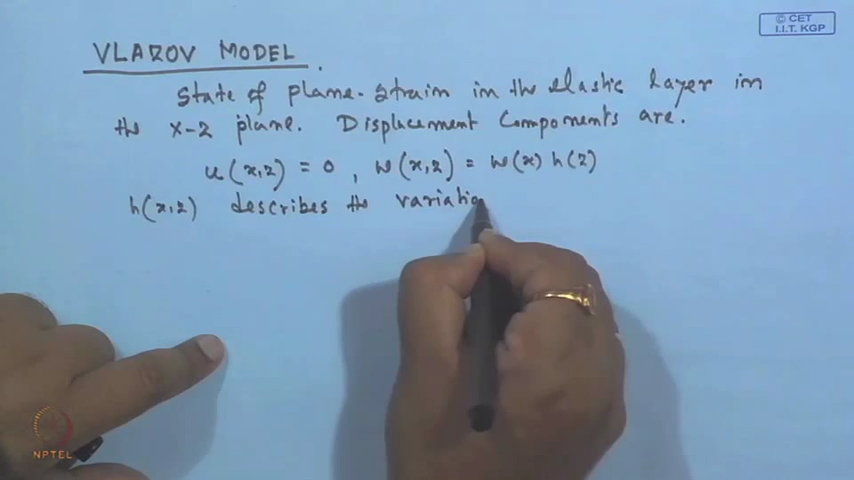 © CET
I.I.T. KGP
VLAZOV MODEL
State of plane-strain in the elastic layer in
the X-Z plane. Displacement Components are.
u(x,z) = 0, w(x,z) = w(x) h(z)
h(x,z) describes the variatio
NPTEL